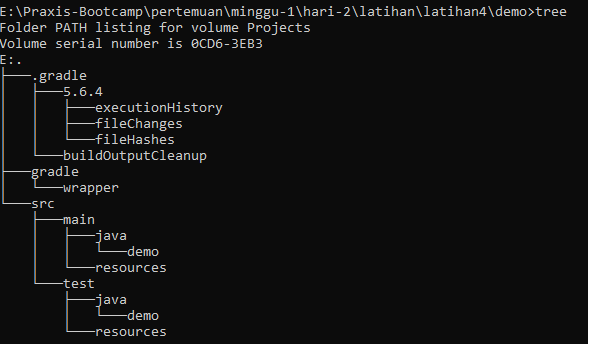 E:\Praxis-Bootcamp\pertemuan\minggu-1\hari-2\latihan\latihan4\demo>tree
Folder PATH listing for volume Projects
Volume serial number is 0CD6-3EB3
E:.
├───.gradle
│   ├───5.6.4
│   │   ├───executionHistory
│   │   ├───fileChanges
│   │   └───fileHashes
│   └───buildOutputCleanup
├───gradle
│   └───wrapper
└───src
    ├───main
    │   ├───java
    │   │   └───demo
    │   └───resources
    └───test
        ├───java
        │   └───demo
        └───resources